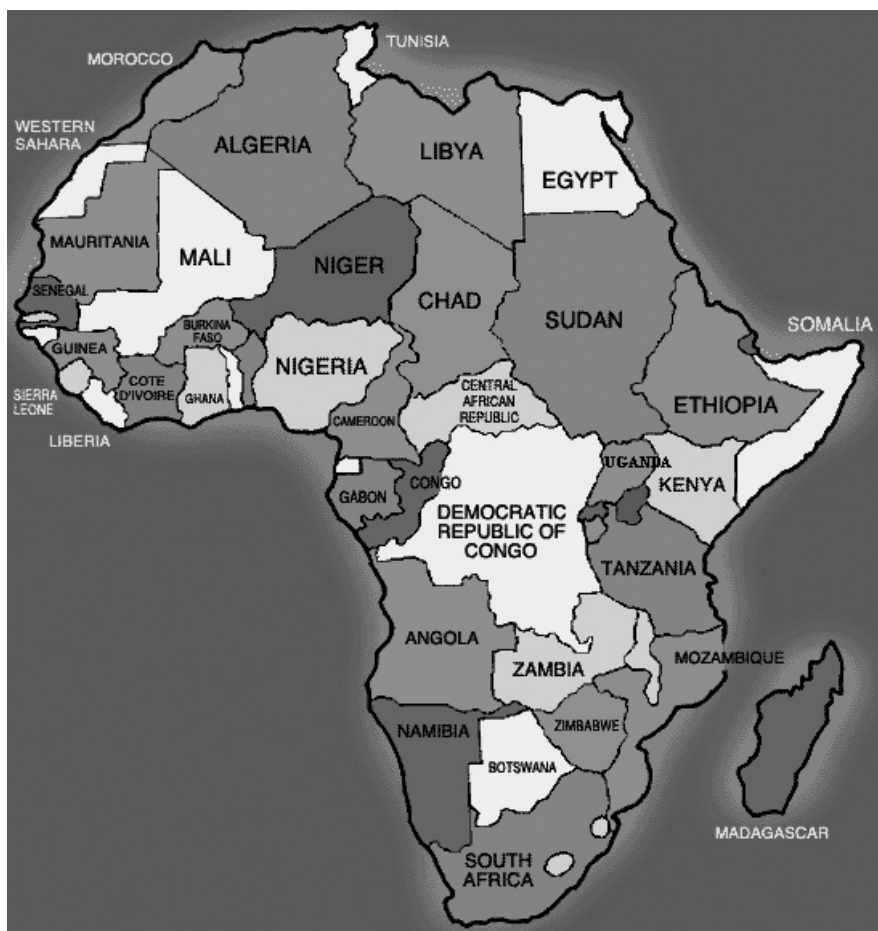 TUNISIA
MOROCCO
WESTERN
SAHARA
ALGERIA
LIBYA
EGYPT
MAURITANIA
MALI
NIGER
CHAD
SUDAN
SENEGAL
BURKINA
FASO
GUINEA
NIGERIA
SOMALIA
COTE
D'IVOIRE
GHANA
SIERRA
LEONE
LIBERIA
CENTRAL
AFRICAN
REPUBLIC
ETHIOPIA
CAMEROON
UGANDA
KENYA
GABON
CONGO
DEMOCRATIC
REPUBLIC OF
CONGO
TANZANIA
ANGOLA
ZAMBIA
MOZAMBIQUE
NAMIBIA
ZIMBABWE
BOTSWANA
MADAGASCAR
SOUTH
AFRICA